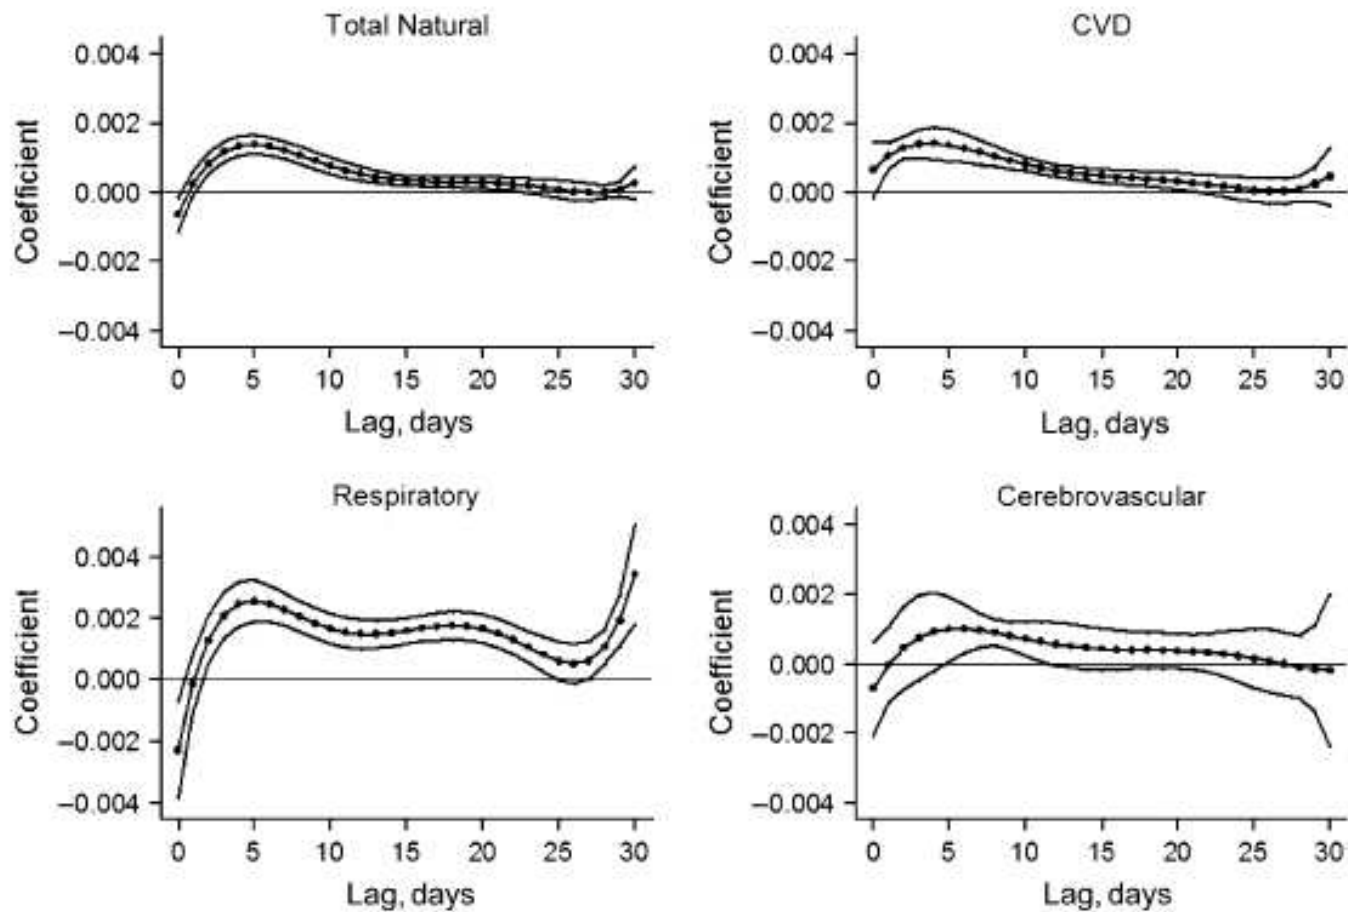 Total Natural
0.004
0.002
0.000
–0.002
–0.004
Coefficient
0 5 10 15 20 25 30
Lag, days
CVD
0.004
0.002
0.000
–0.002
–0.004
Coefficient
0 5 10 15 20 25 30
Lag, days
Respiratory
0.004
0.002
0.000
–0.002
–0.004
Coefficient
0 5 10 15 20 25 30
Lag, days
Cerebrovascular
0.004
0.002
0.000
–0.002
–0.004
Coefficient
0 5 10 15 20 25 30
Lag, days